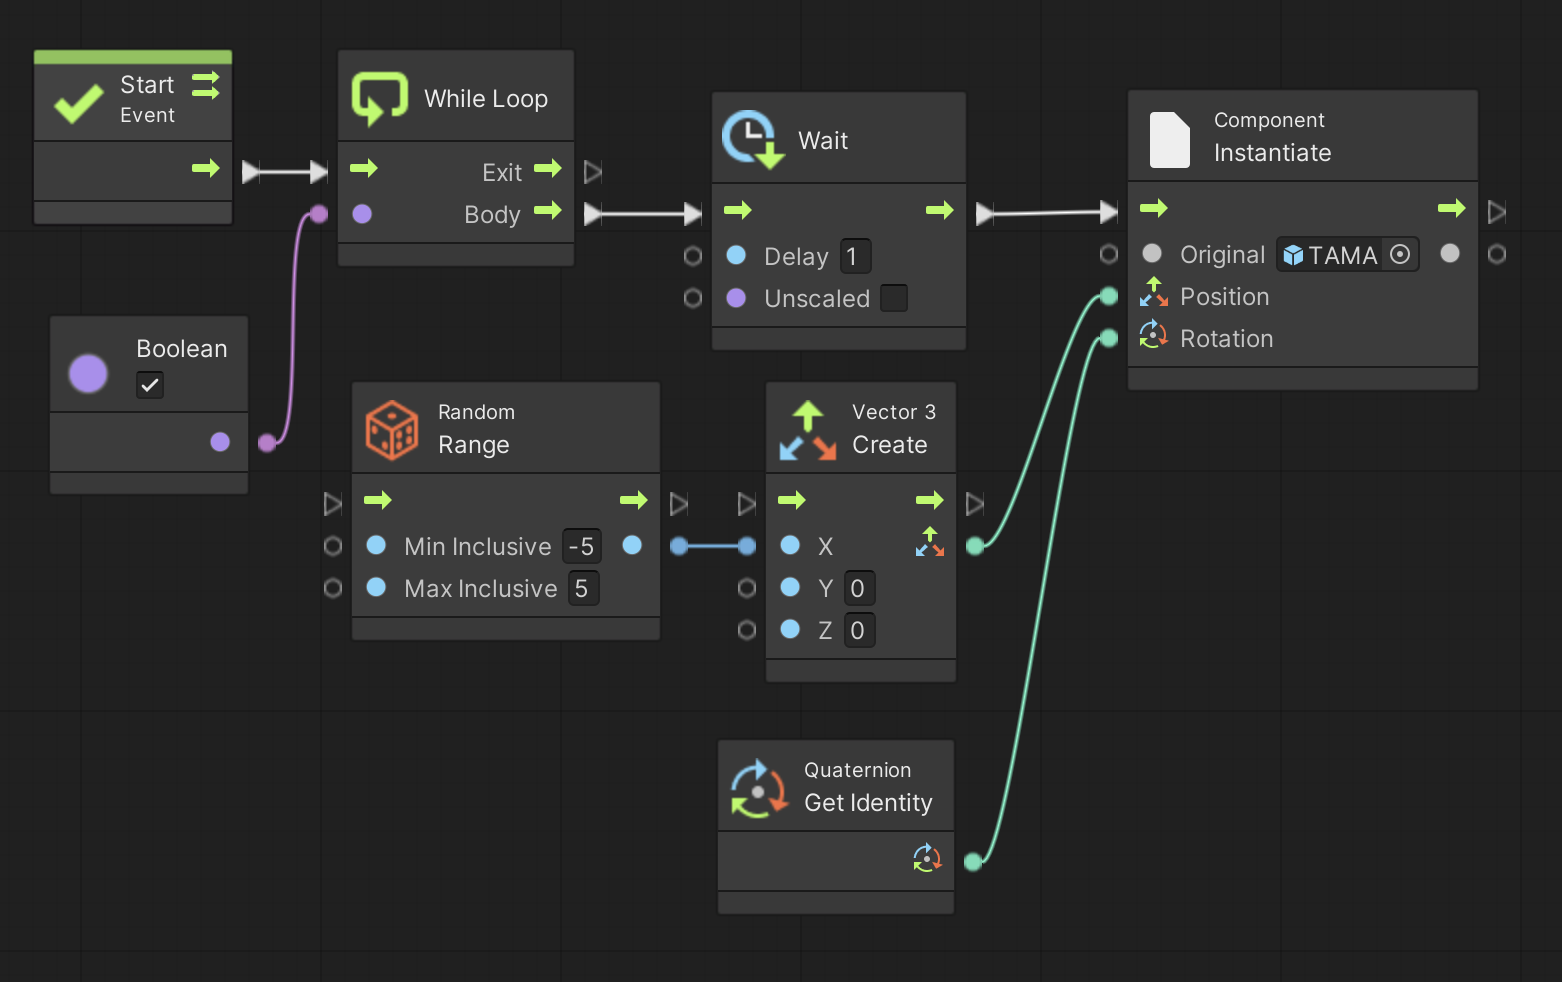 Start
Event
While Loop
Exit
Body
Wait
Delay 1
Unscaled
Component
Instantiate
Original TAMA
Position
Rotation
Boolean
Random
Range
Min Inclusive -5
Max Inclusive 5
Vector 3
Create
X
Y 0
Z 0
Quaternion
Get Identity